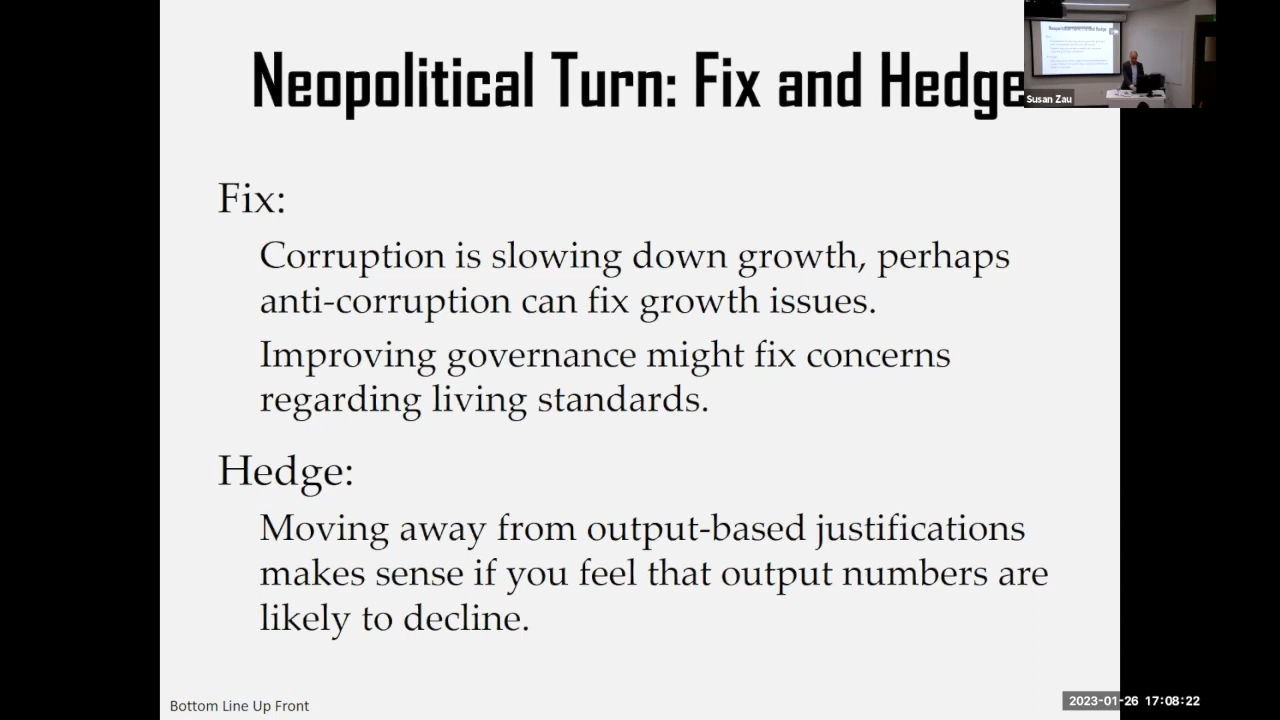 Neopolitical Turn: Fix and Hedge
Susan Zau
Fix:
Corruption is slowing down growth, perhaps
anti-corruption can fix growth issues.
Improving governance might fix concerns
regarding living standards.
Hedge:
Moving away from output-based justifications
makes sense if you feel that output numbers are
likely to decline.
Bottom Line Up Front
2023-01-26 17:08:22